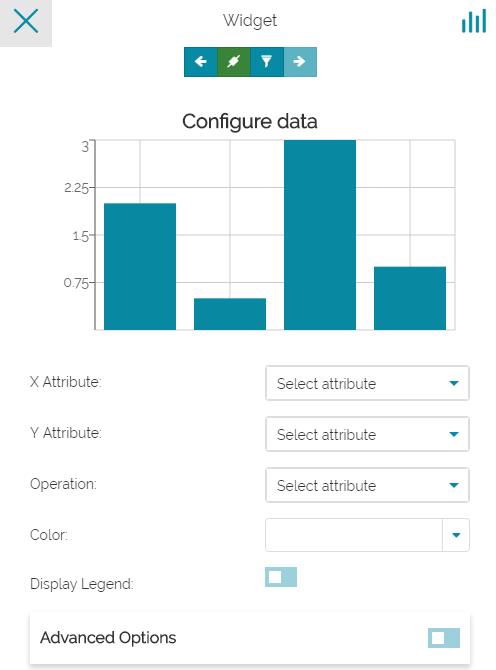 Widget
Configure data
3
2.25
1.5
0.75
X Attribute:
Select attribute
Y Attribute:
Select attribute
Operation:
Select attribute
Color:
Display Legend:
Advanced Options